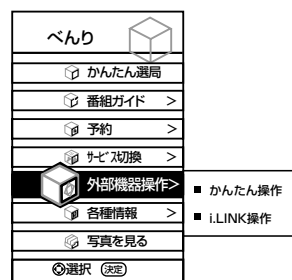 べんり
かんたん選局
番組ガイド >
予約 >
サービス切換 >
外部機器操作>
かんたん操作
i.LINK操作
各種情報 >
写真を見る
選択 決定